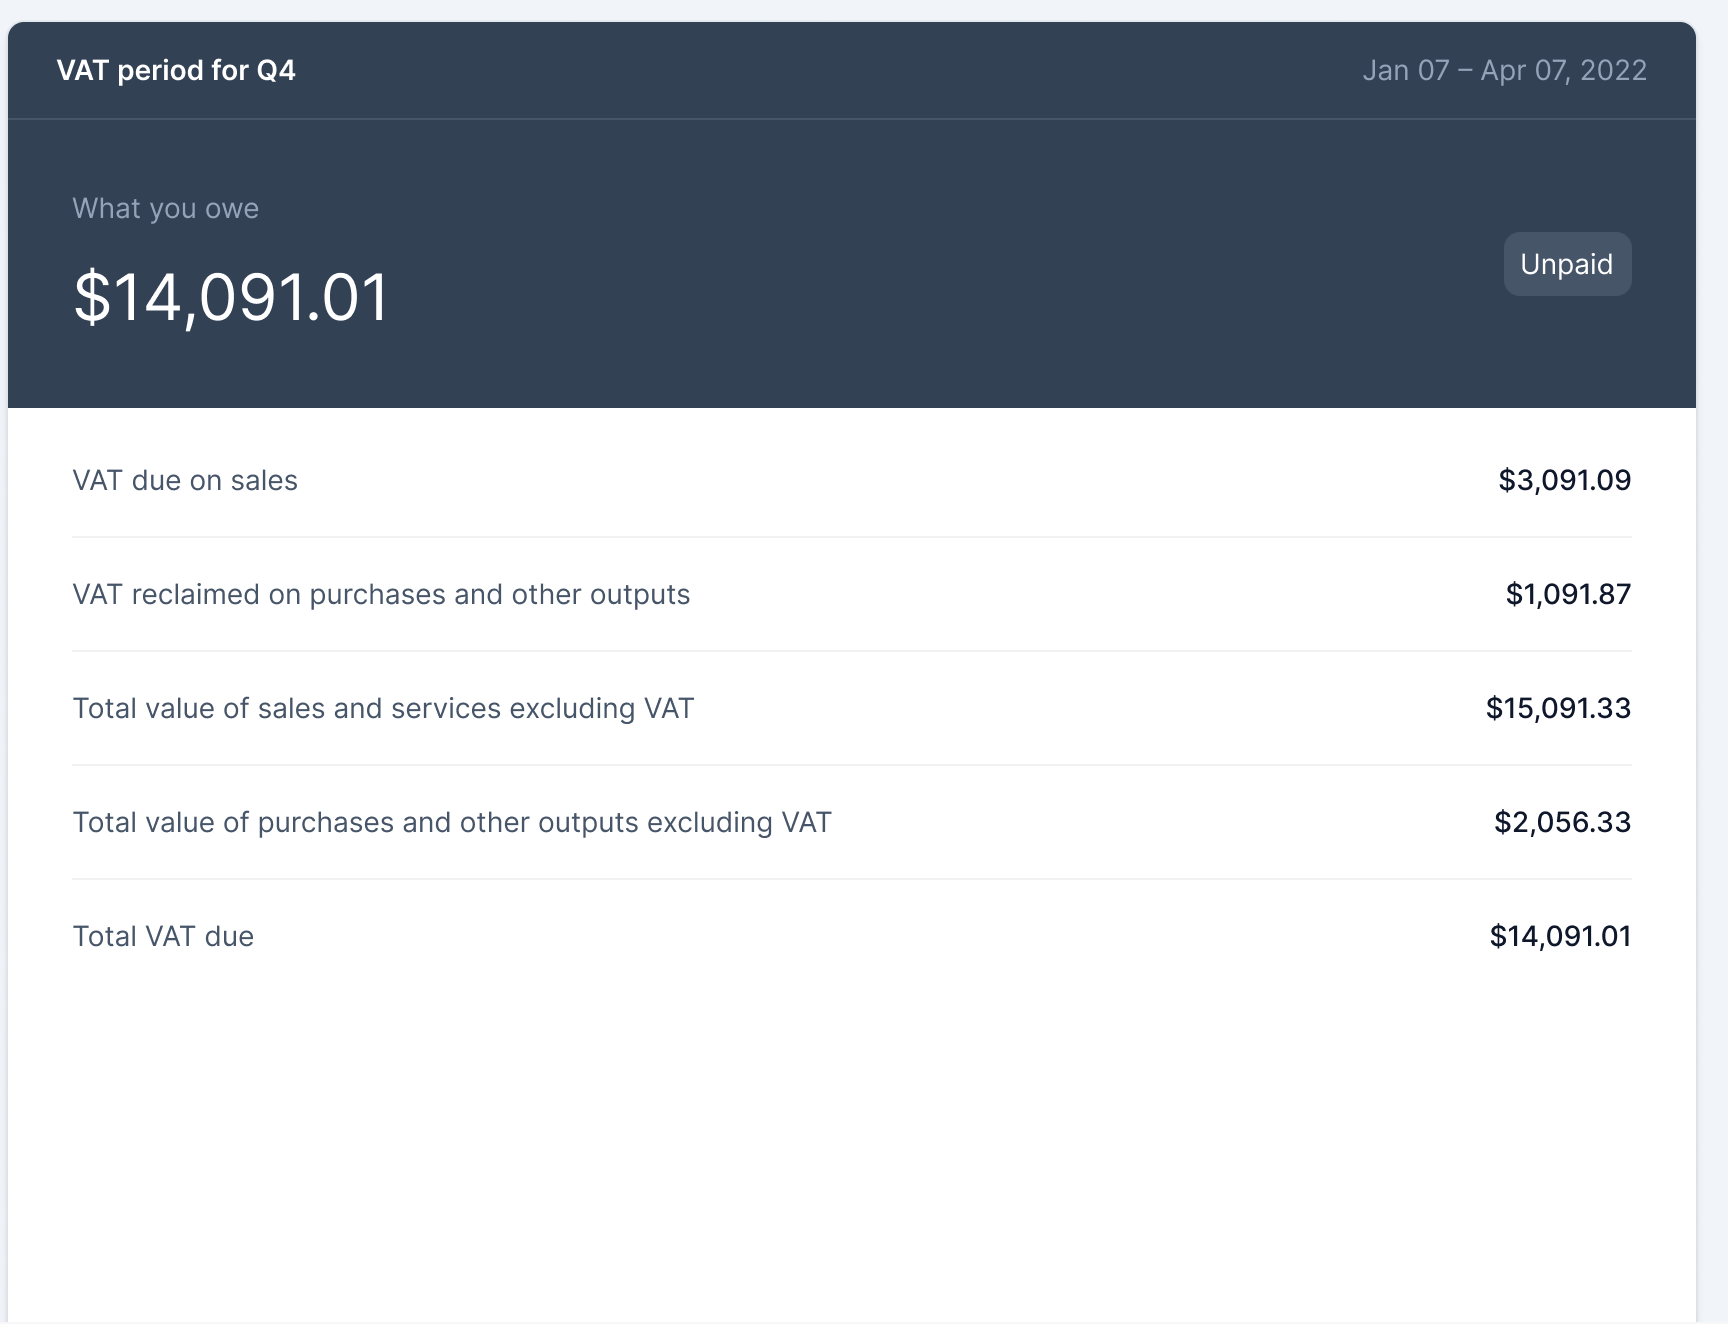 VAT period for Q4
Jan 07 – Apr 07, 2022
What you owe
$14,091.01
Unpaid
VAT due on sales
$3,091.09
VAT reclaimed on purchases and other outputs
$1,091.87
Total value of sales and services excluding VAT
$15,091.33
Total value of purchases and other outputs excluding VAT
$2,056.33
Total VAT due
$14,091.01